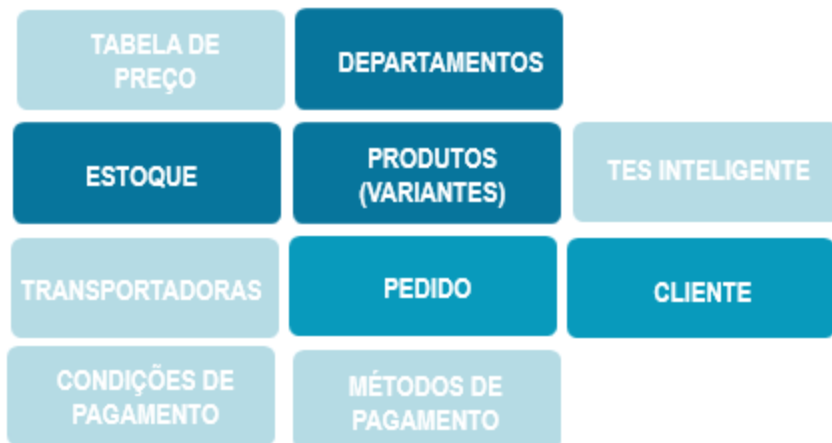 TABELA DE
PREÇO
DEPARTAMENTOS
ESTOQUE
PRODUTOS
(VARIANTES)
TES INTELIGENTE
TRANSPORTADORAS
PEDIDO
CLIENTE
CONDIÇÕES DE
PAGAMENTO
MÉTODOS DE
PAGAMENTO